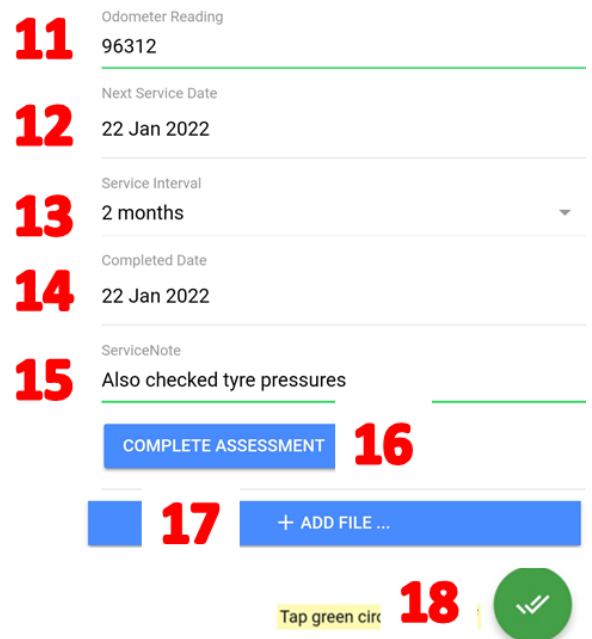 11 Odometer Reading
96312
12 Next Service Date
22 Jan 2022
13 Service Interval
2 months
14 Completed Date
22 Jan 2022
15 ServiceNote
Also checked tyre pressures
COMPLETE ASSESSMENT 16
17 + ADD FILE ...
Tap green 18